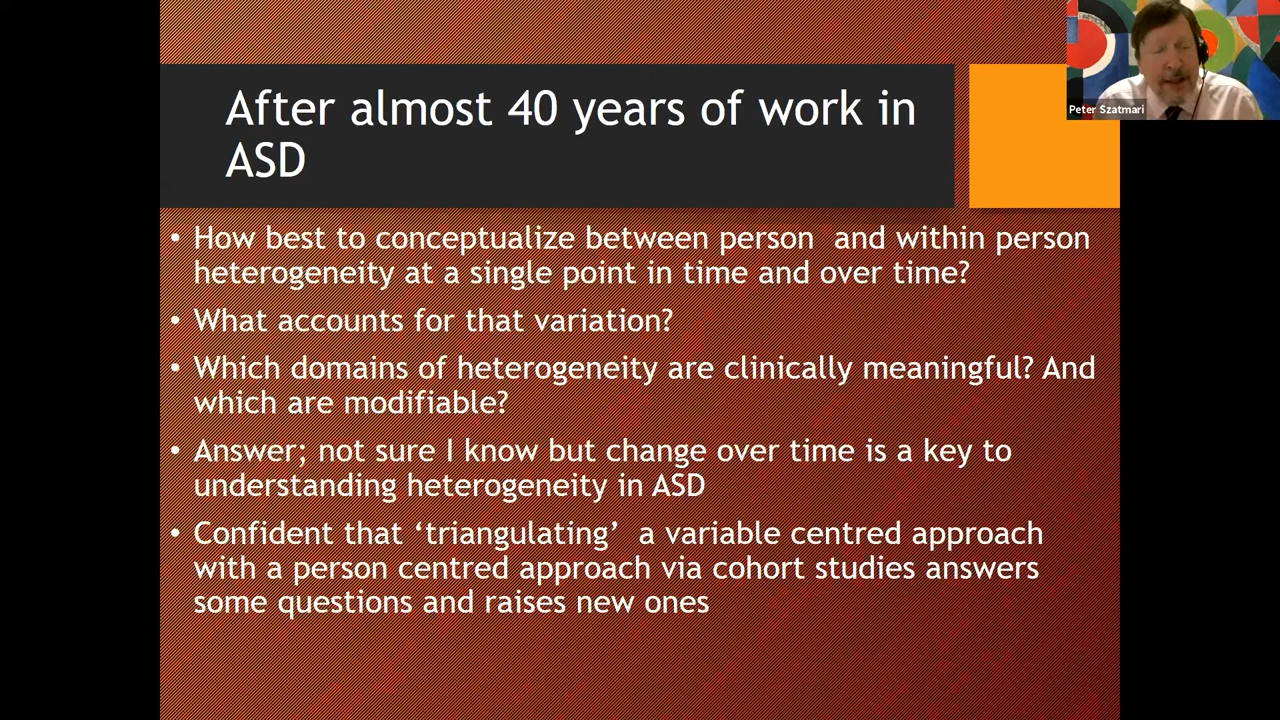 After almost 40 years of work in
ASD
Peter Szatmari
• How best to conceptualize between person and within person
heterogeneity at a single point in time and over time?
• What accounts for that variation?
• Which domains of heterogeneity are clinically meaningful? And
which are modifiable?
• Answer; not sure I know but change over time is a key to
understanding heterogeneity in ASD
• Confident that ‘triangulating’ a variable centred approach
with a person centred approach via cohort studies answers
some questions and raises new ones